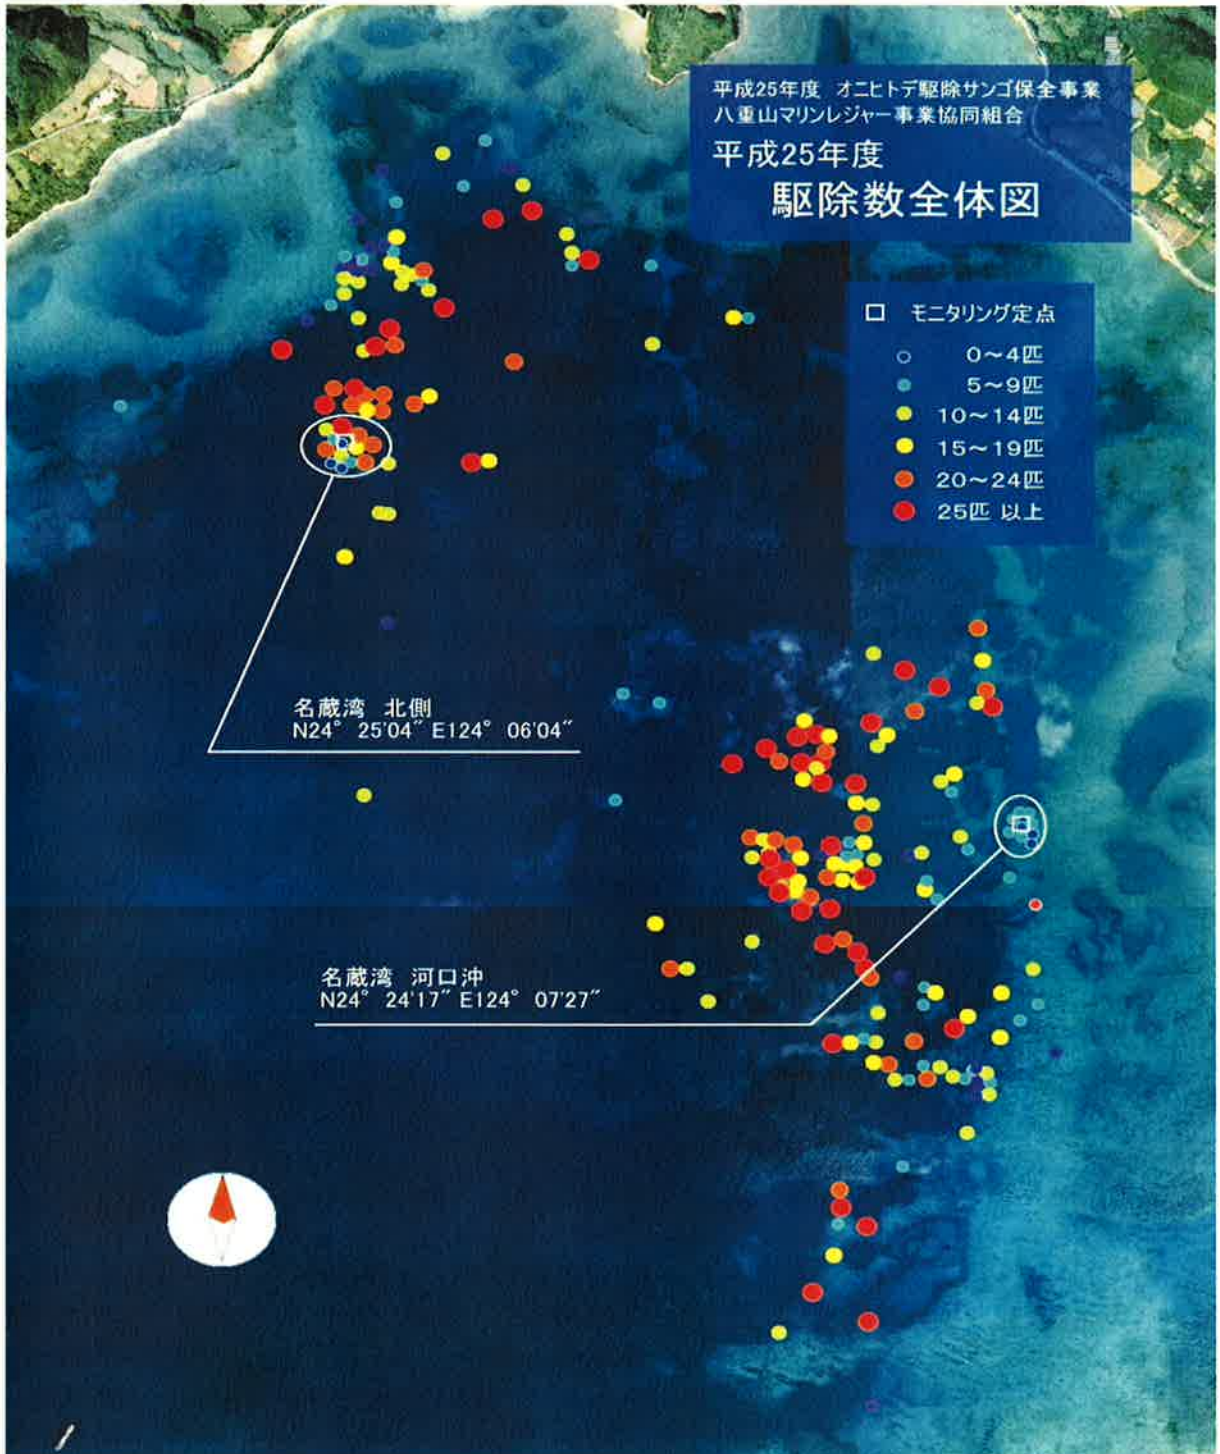 平成25年度 オニヒトデ駆除サンゴ保全事業
八重山マリンレジャー事業協同組合
平成25年度
駆除数全体図
モニタリング定点
0～4匹
5～9匹
10～14匹
15～19匹
20～24匹
25匹 以上
名蔵湾 北側
N24° 25'04″ E124° 06'04″
名蔵湾 河口沖
N24° 24'17″ E124° 07'27″